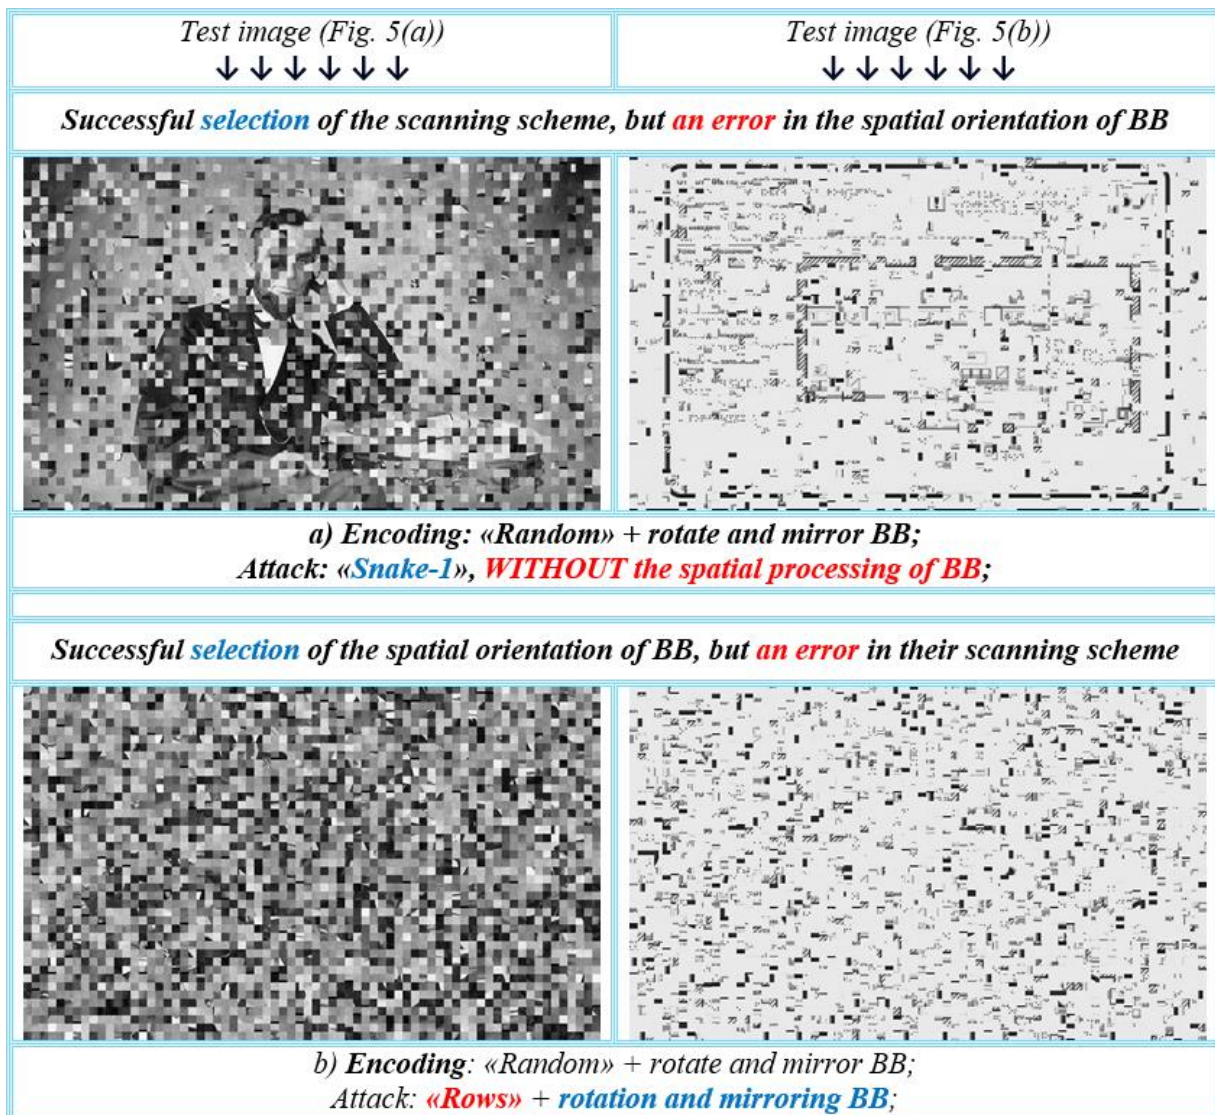 Test image (Fig. 5(a))
↓ ↓ ↓ ↓ ↓ ↓
Test image (Fig. 5(b))
↓ ↓ ↓ ↓ ↓ ↓
Successful selection of the scanning scheme, but an error in the spatial orientation of BB
a) Encoding: «Random» + rotate and mirror BB;
Attack: «Snake-1», WITHOUT the spatial processing of BB;
Successful selection of the spatial orientation of BB, but an error in their scanning scheme
b) Encoding: «Random» + rotate and mirror BB;
Attack: «Rows» + rotation and mirroring BB;